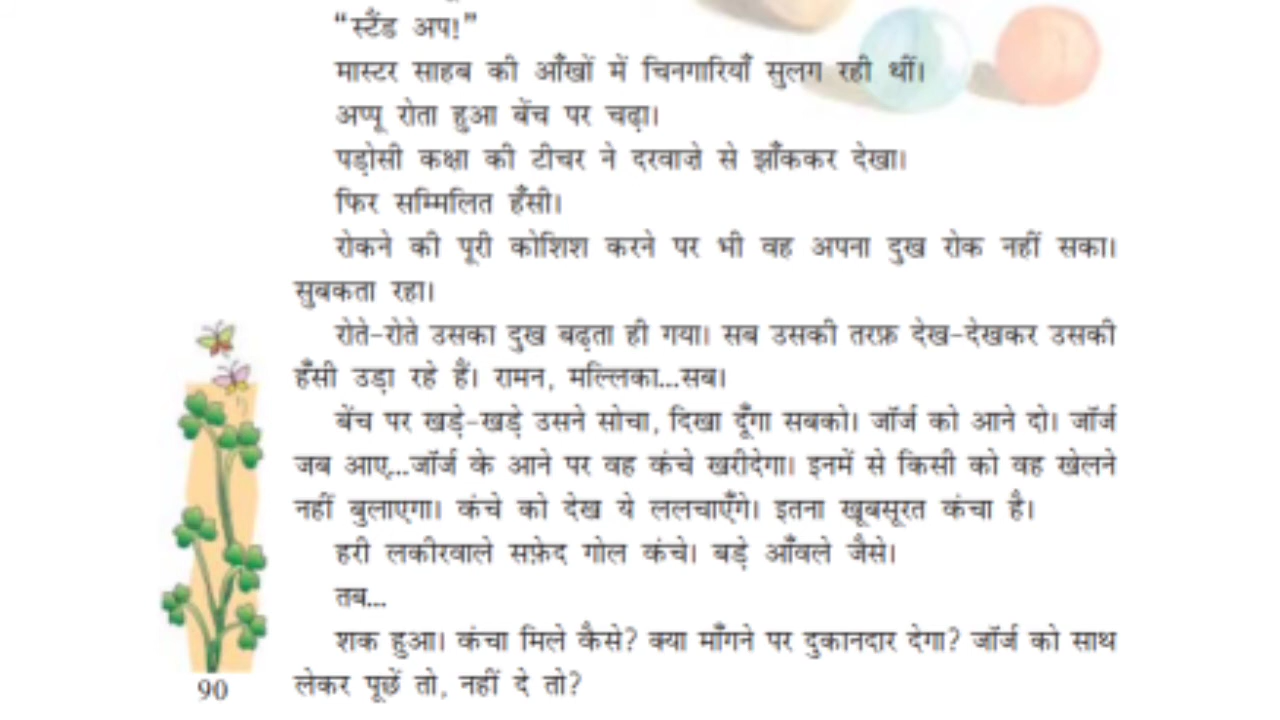 “स्टैंड अप!”
मास्टर साहब की आँखों में चिनगारियाँ सुलग रही थीं।
अप्पू रोता हुआ बेंच पर चढ़ा।
पड़ोसी कक्षा की टीचर ने दरवाज़े से झाँककर देखा।
फिर सम्मिलित हँसी।
रोकने की पूरी कोशिश करने पर भी वह अपना दुख रोक नहीं सका।
सुबकता रहा।
रोते-रोते उसका दुख बढ़ता ही गया। सब उसकी तरफ़ देख-देखकर उसकी
हँसी उड़ा रहे हैं। रामन, मल्लिका...सब।
बेंच पर खड़े-खड़े उसने सोचा, दिखा दूँगा सबको। जॉर्ज को आने दो। जॉर्ज
जब आए...जॉर्ज के आने पर वह कंचे खरीदेगा। इनमें से किसी को वह खेलने
नहीं बुलाएगा। कंचे को देख ये ललचाएँगे। इतना खूबसूरत कंचा है।
हरी लकीरवाले सफ़ेद गोल कंचे। बड़े आँवले जैसे।
तब...
शक हुआ। कंचा मिले कैसे? क्या माँगने पर दुकानदार देगा? जॉर्ज को साथ
लेकर पूछें तो, नहीं दे तो?
90